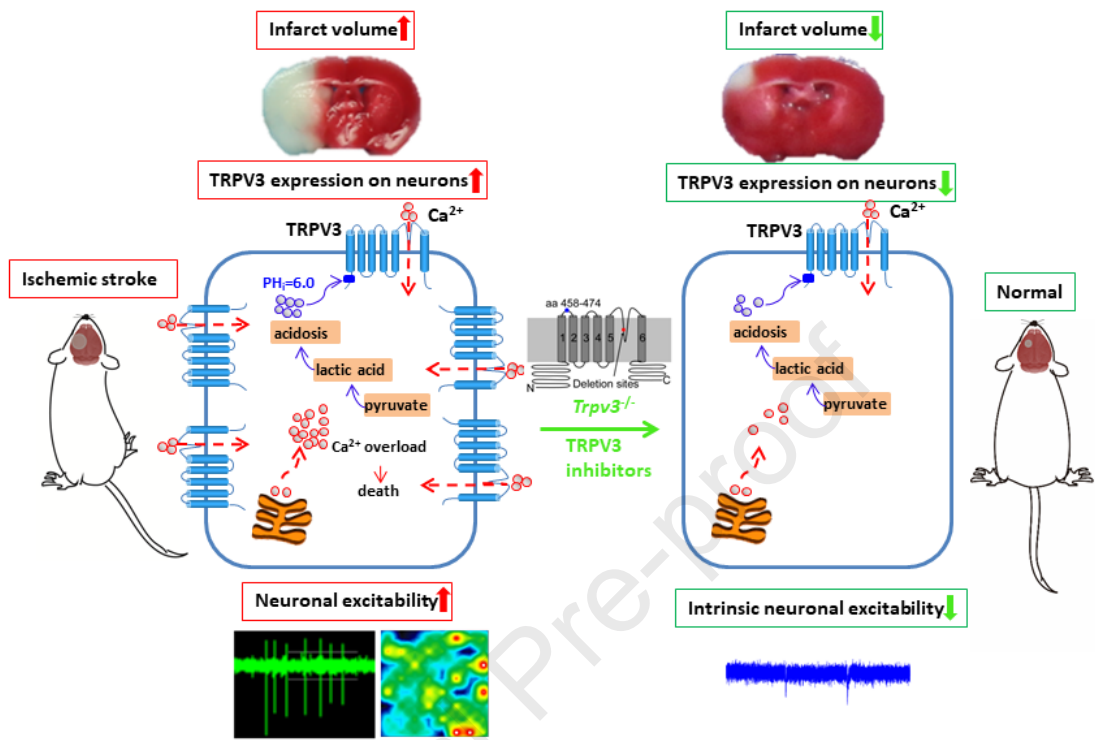 Infarct volume
Infarct volume
TRPV3 expression on neurons
TRPV3 expression on neurons
Ca²⁺
Ca²⁺
TRPV3
TRPV3
Ischemic stroke
PHᵢ=6.0
acidosis
lactic acid
pyruvate
Ca²⁺ overload
death
aa 458-474
1 2 3 4 5 6
N
C
Deletion sites
Trpv3⁻/⁻
TRPV3
inhibitors
acidosis
lactic acid
pyruvate
Normal
Neuronal excitability
Intrinsic neuronal excitability
Pre-proof